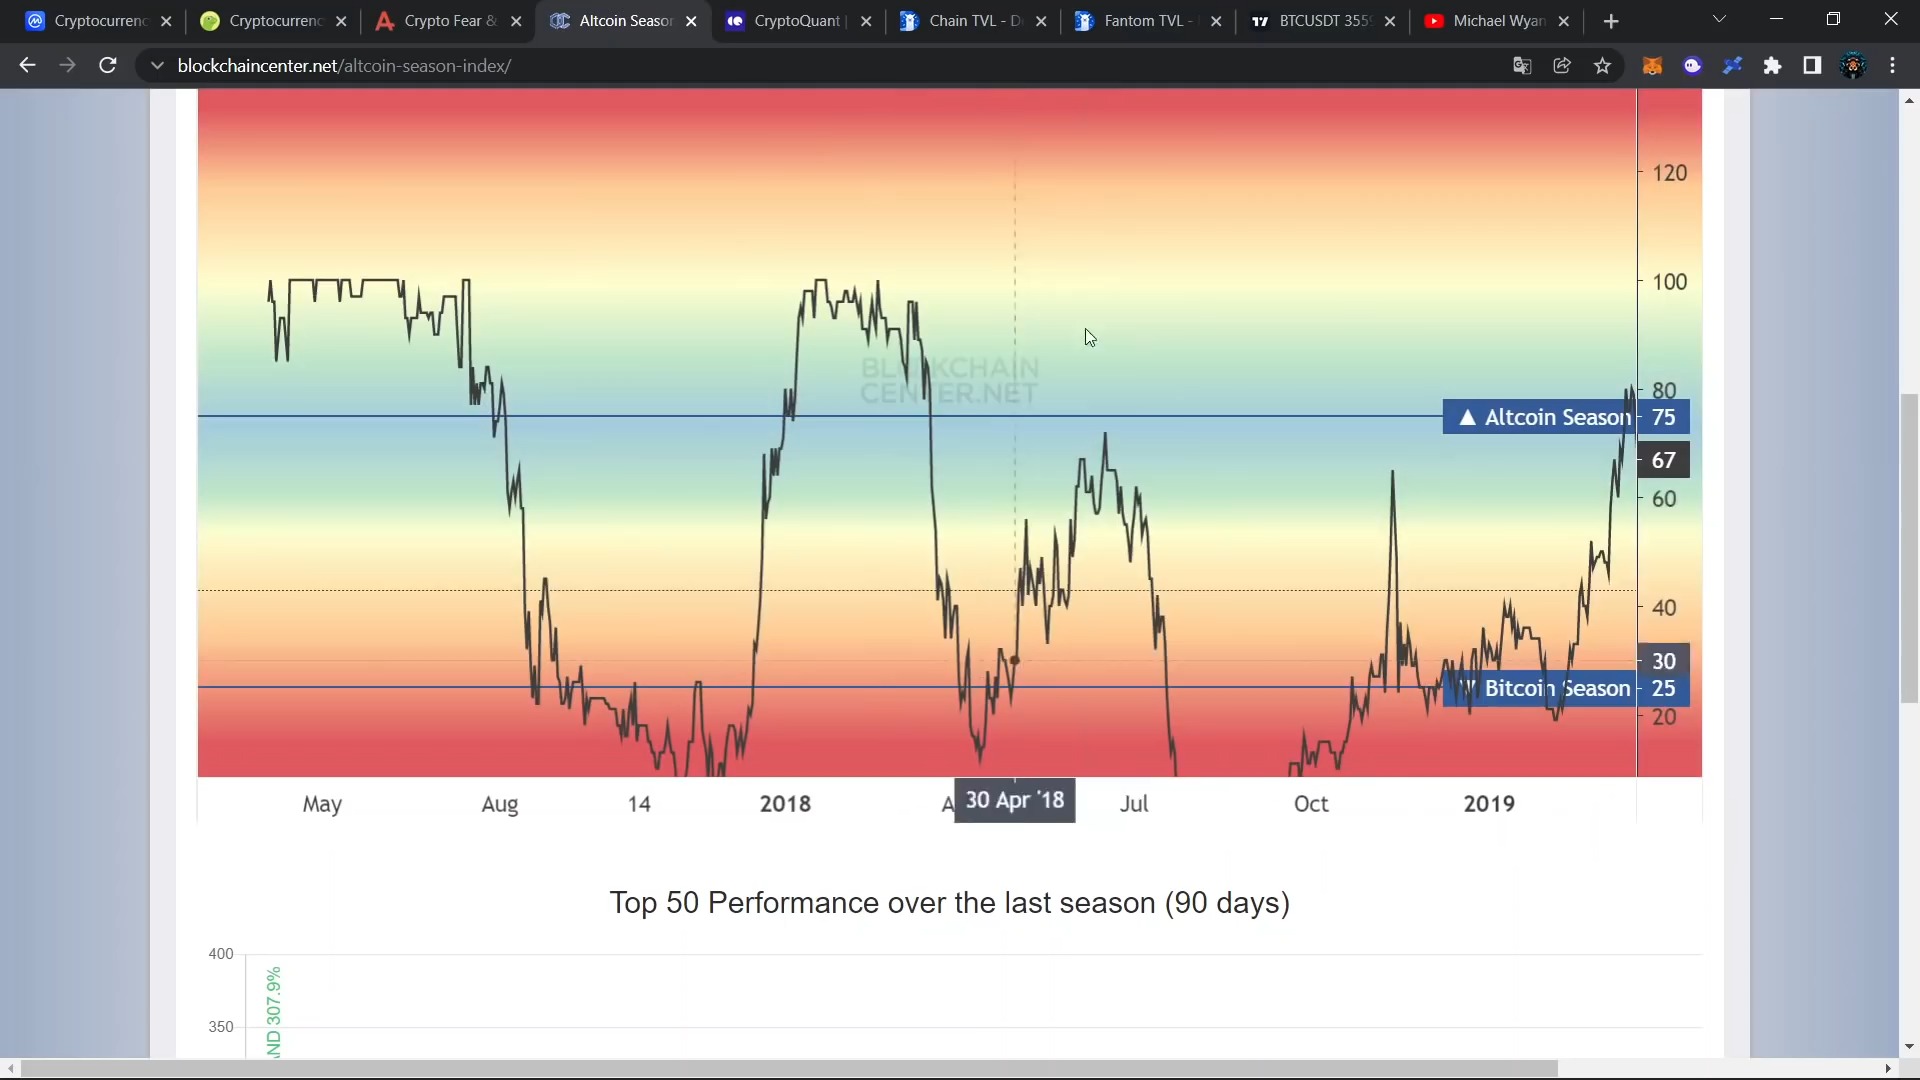 Cryptocurren
Cryptocurrenc
Crypto Fear &
Altcoin Seaso
CryptoQuant |
Chain TVL - D
Fantom TVL -
BTCUSDT 355
Michael Wyan
blockchaincenter.net/altcoin-season-index/
120
100
BLOCKCHAIN
CENTER.NET
80
▲ Altcoin Season 75
67
60
40
30
Bitcoin Season 25
20
May Aug 14 2018 A 30 Apr '18 Jul Oct 2019
Top 50 Performance over the last season (90 days)
400
350
AND 307.9%